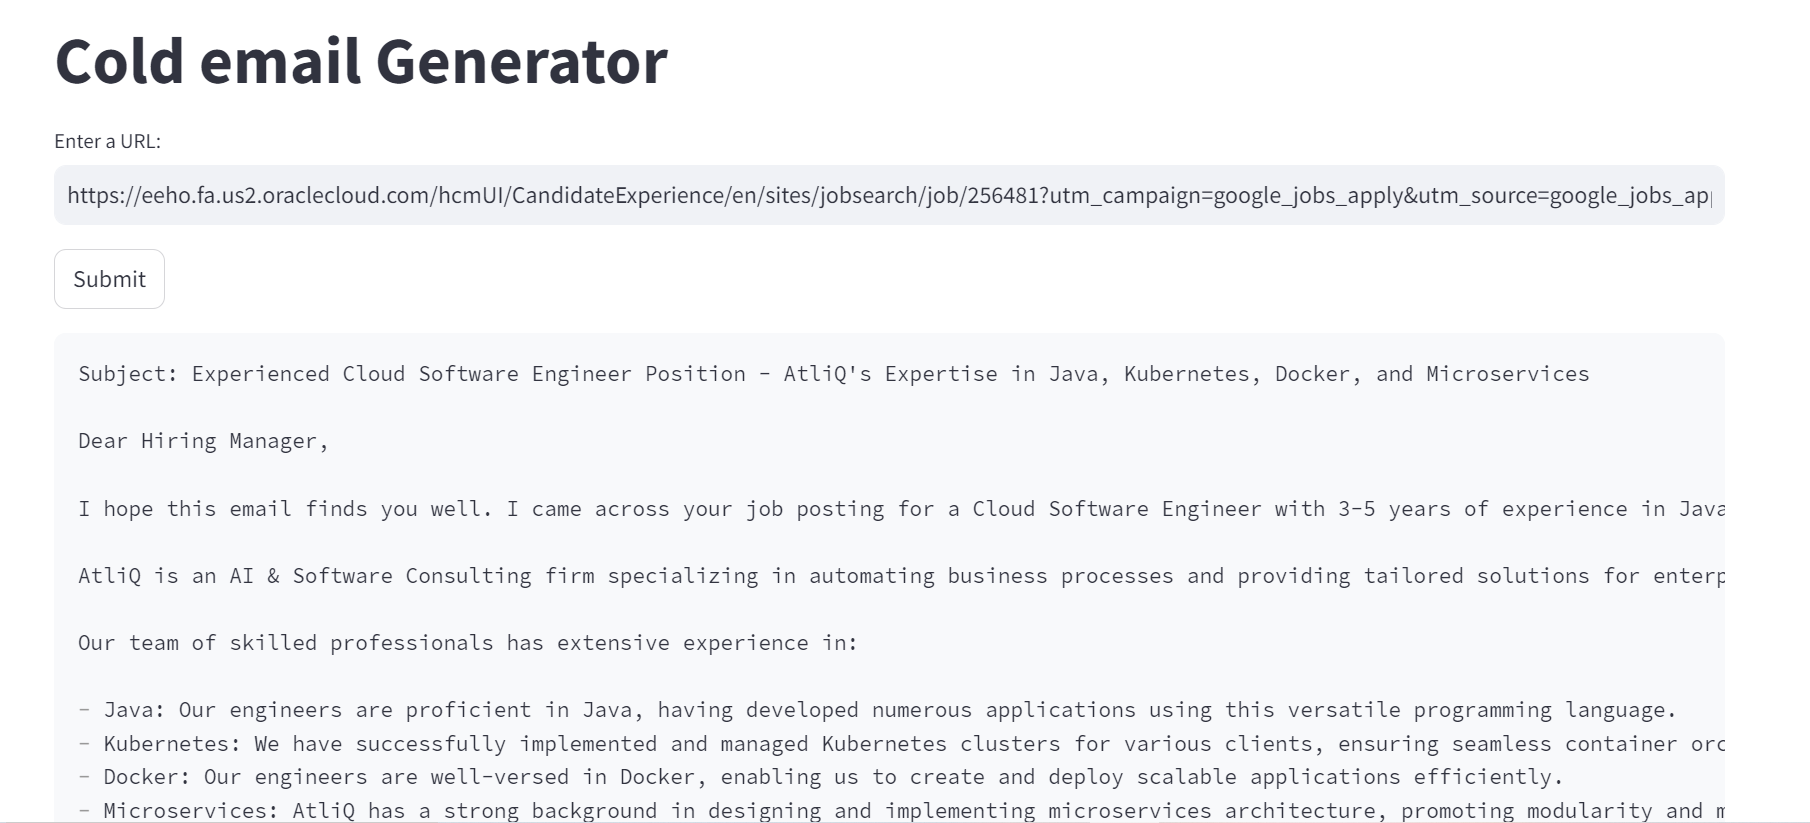 Cold email Generator
Enter a URL:
https://eeho.fa.us2.oraclecloud.com/hcmUI/CandidateExperience/en/sites/jobsearch/job/256481?utm_campaign=google_jobs_apply&utm_source=google_jobs_ap
Submit
Subject: Experienced Cloud Software Engineer Position - AtliQ's Expertise in Java, Kubernetes, Docker, and Microservices
Dear Hiring Manager,
I hope this email finds you well. I came across your job posting for a Cloud Software Engineer with 3-5 years of experience in Java
AtliQ is an AI & Software Consulting firm specializing in automating business processes and providing tailored solutions for enterp
Our team of skilled professionals has extensive experience in:
- Java: Our engineers are proficient in Java, having developed numerous applications using this versatile programming language.
- Kubernetes: We have successfully implemented and managed Kubernetes clusters for various clients, ensuring seamless container orc
- Docker: Our engineers are well-versed in Docker, enabling us to create and deploy scalable applications efficiently.
- Microservices: AtliQ has a strong background in designing and implementing microservices architecture, promoting modularity and m